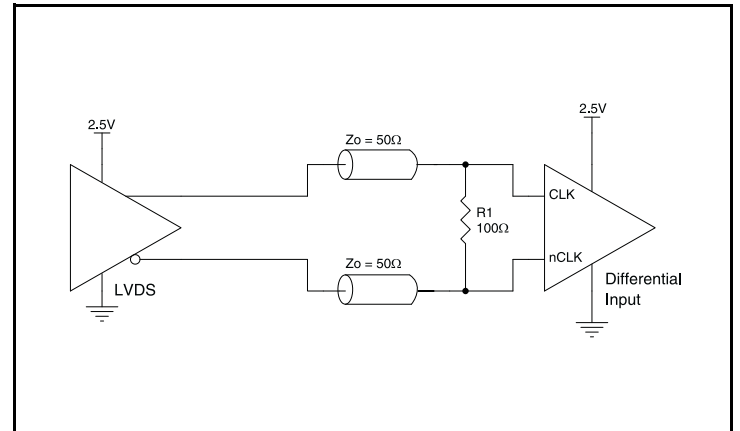 2.5V
2.5V
Zo = 50Ω
CLK
R1
100Ω
nCLK
Zo = 50Ω
LVDS
Differential
Input